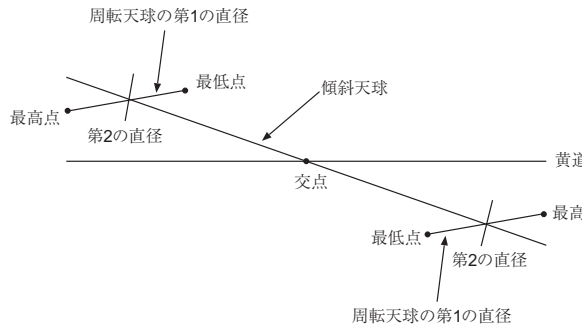 周転天球の第1の直径
最低点
傾斜天球
最高点
第2の直径
黄道
交点
最高
最低点
第2の直径
周転天球の第1の直径